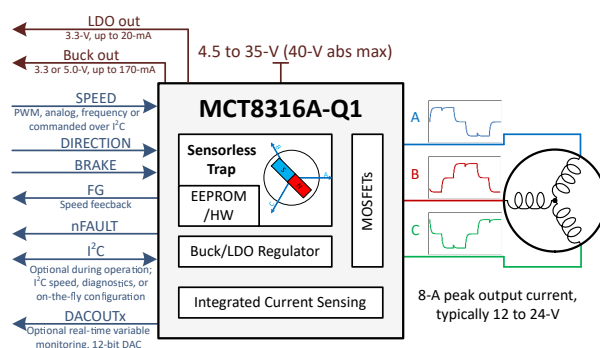 LDO out
3.3-V, up to 20-mA
Buck out
3.3 or 5.0-V, up to 170-mA
4.5 to 35-V (40-V abs max)
SPEED
PWM, analog, frequency or
commanded over I²C
DIRECTION
BRAKE
FG
Speed feecback
nFAULT
I²C
Optional during operation;
I²C speed, diagnostics, or
on-the-fly configuration
DACOUTx
Optional real-time variable
monitoring, 12-bit DAC
MCT8316A-Q1
Sensorless
Trap
EEPROM
/HW
MOSFETs
Buck/LDO Regulator
Integrated Current Sensing
A
B
C
8-A peak output current,
typically 12 to 24-V